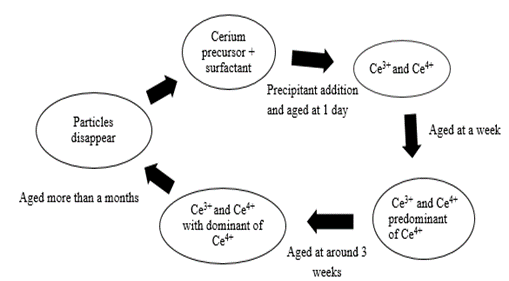 Cerium
precursor +
surfactant
Precipitant addition
and aged at 1 day
Ce³⁺ and Ce⁴⁺
Aged at a week
Ce³⁺ and Ce⁴⁺
predominant
of Ce⁴⁺
Aged at around 3
weeks
Ce³⁺ and Ce⁴⁺
with dominant of
Ce⁴⁺
Aged more than a months
Particles
disappear